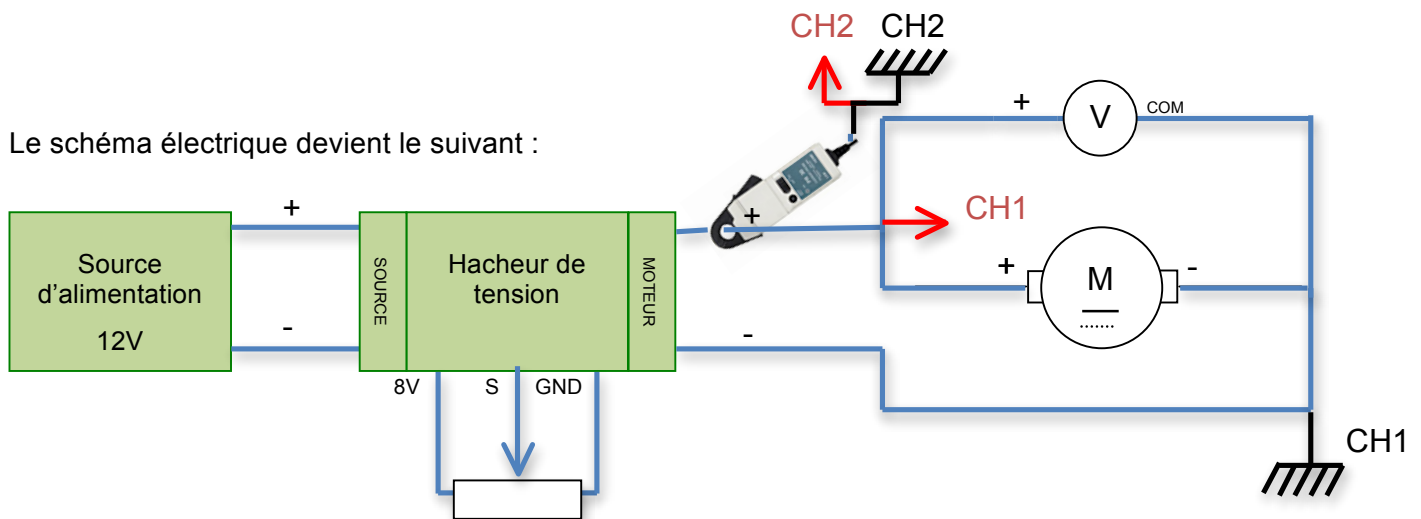 CH2 CH2
Le schéma électrique devient le suivant :
+ V COM
+ + CH1
Source d'alimentation 12V
SOURCE
Hacheur de tension
MOTEUR
+ M -
- -
8V S GND
CH1